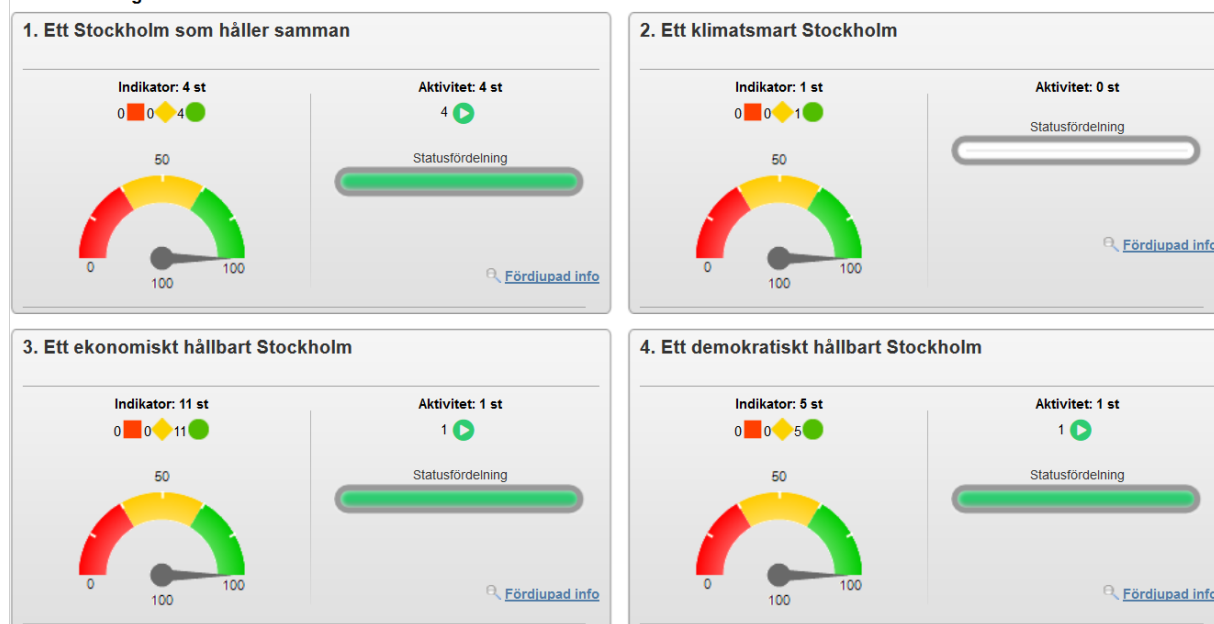 1. Ett Stockholm som håller samman
Indikator: 4 st
0 0 4
50
0
100
100
Aktivitet: 4 st
4
Statusfördelning
Fördjupad info
2. Ett klimatsmart Stockholm
Indikator: 1 st
0 0 1
50
0
100
100
Aktivitet: 0 st
Statusfördelning
Fördjupad info
3. Ett ekonomiskt hållbart Stockholm
Indikator: 11 st
0 0 11
50
0
100
100
Aktivitet: 1 st
1
Statusfördelning
Fördjupad info
4. Ett demokratiskt hållbart Stockholm
Indikator: 5 st
0 0 5
50
0
100
100
Aktivitet: 1 st
1
Statusfördelning
Fördjupad info